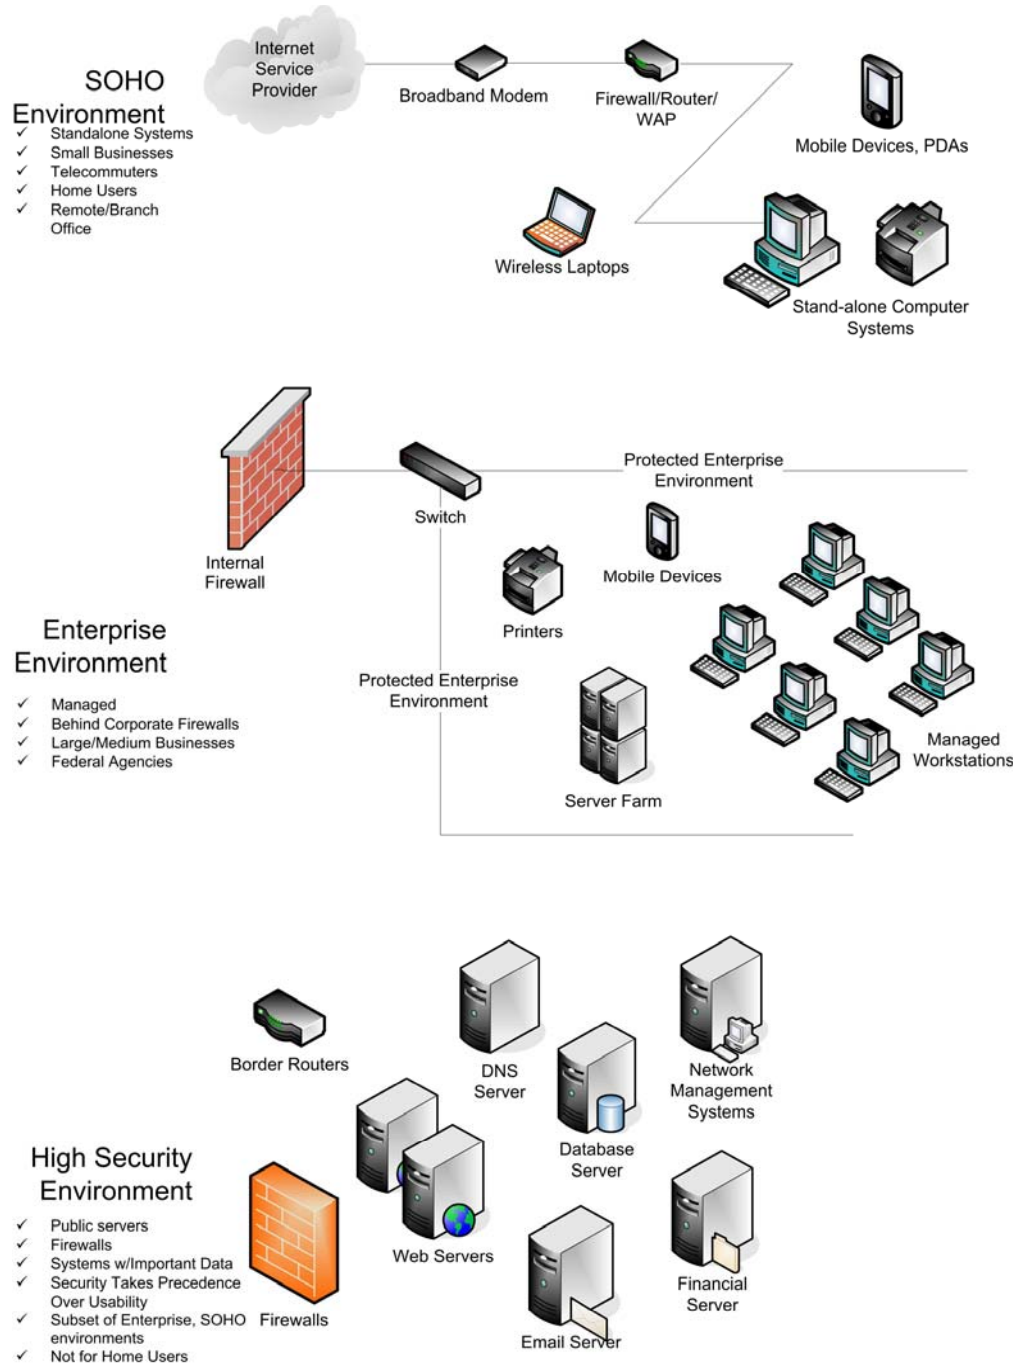 Internet
Service
Provider
Broadband Modem
Firewall/Router/
WAP
Mobile Devices, PDAs
SOHO
Environment
✓ Standalone Systems
✓ Small Businesses
✓ Telecommuters
✓ Home Users
✓ Remote/Branch
Office
Wireless Laptops
Stand-alone Computer
Systems
Protected Enterprise
Environment
Switch
Internal
Firewall
Mobile Devices
Printers
Enterprise
Environment
✓ Managed
✓ Behind Corporate Firewalls
✓ Large/Medium Businesses
✓ Federal Agencies
Protected Enterprise
Environment
Server Farm
Managed
Workstations
Border Routers
DNS
Server
Network
Management
Systems
Database
Server
High Security
Environment
✓ Public servers
✓ Firewalls
✓ Systems w/Important Data
✓ Security Takes Precedence
Over Usability
✓ Subset of Enterprise, SOHO
environments
✓ Not for Home Users
Firewalls
Web Servers
Email Server
Financial
Server